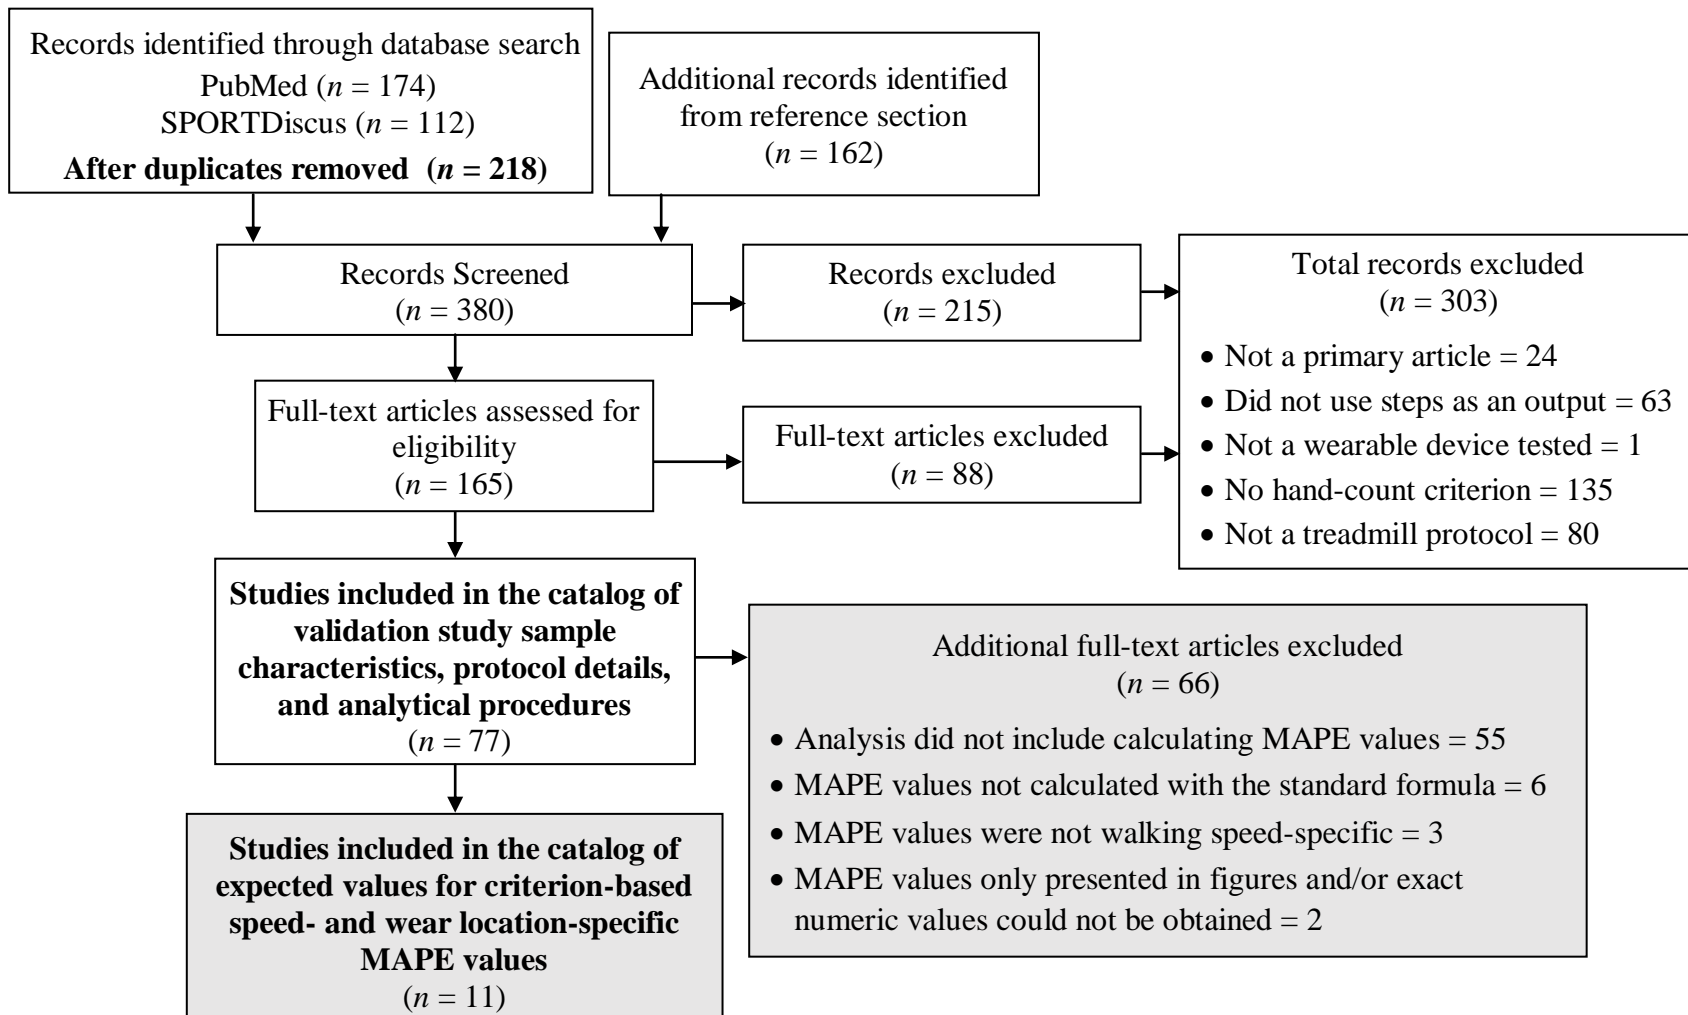 Records identified through database search
PubMed (n = 174)
SPORTDiscus (n = 112)
After duplicates removed (n = 218)
Additional records identified
from reference section
(n = 162)
Records Screened
(n = 380)
Records excluded
(n = 215)
Total records excluded
(n = 303)
• Not a primary article = 24
• Did not use steps as an output = 63
• Not a wearable device tested = 1
• No hand-count criterion = 135
• Not a treadmill protocol = 80
Full-text articles assessed for
eligibility
(n = 165)
Full-text articles excluded
(n = 88)
Studies included in the catalog of
validation study sample
characteristics, protocol details,
and analytical procedures
(n = 77)
Additional full-text articles excluded
(n = 66)
• Analysis did not include calculating MAPE values = 55
• MAPE values not calculated with the standard formula = 6
• MAPE values were not walking speed-specific = 3
• MAPE values only presented in figures and/or exact
numeric values could not be obtained = 2
Studies included in the catalog of
expected values for criterion-based
speed- and wear location-specific
MAPE values
(n = 11)